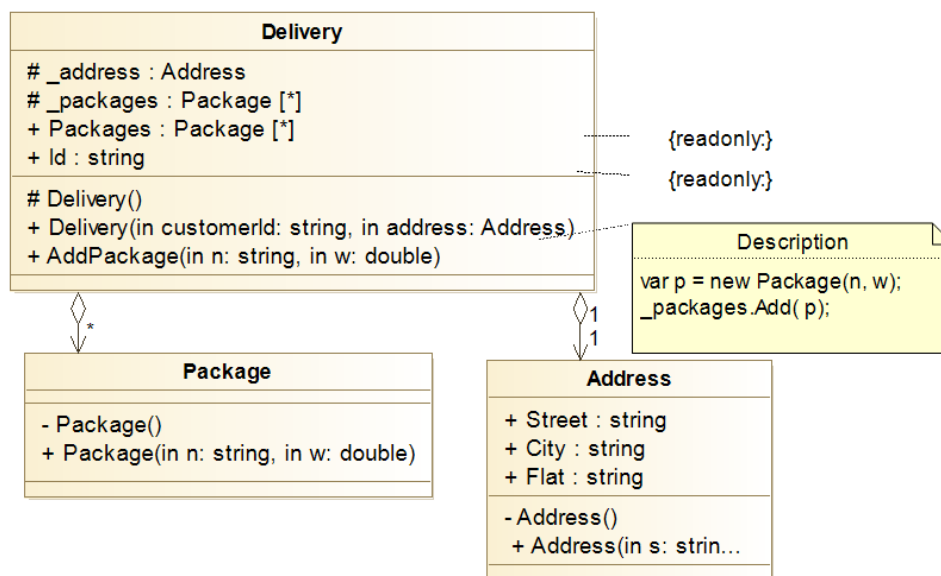 Delivery
# _address : Address
# _packages : Package [*]
+ Packages : Package [*]
+ Id : string
{readonly:}
{readonly:}
# Delivery()
+ Delivery(in customerId: string, in address: Address)
+ AddPackage(in n: string, in w: double)
Description
var p = new Package(n, w);
_packages.Add( p);
*
1
1
Package
- Package()
+ Package(in n: string, in w: double)
Address
+ Street : string
+ City : string
+ Flat : string
- Address()
+ Address(in s: strin...